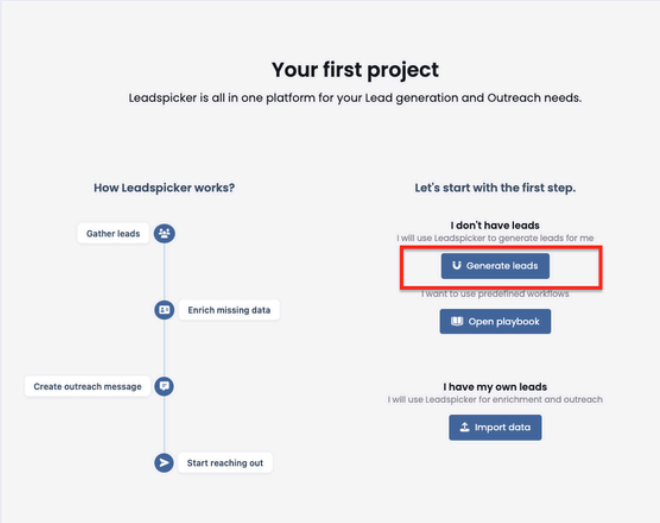 Your first project
Leadspicker is all in one platform for your Lead generation and Outreach needs.
How Leadspicker works?
Gather leads
Enrich missing data
Create outreach message
Start reaching out
Let's start with the first step.
I don't have leads
I will use Leadspicker to generate leads for me
Generate leads
I want to use predefined workflows
Open playbook
I have my own leads
I will use Leadspicker for enrichment and outreach
Import data